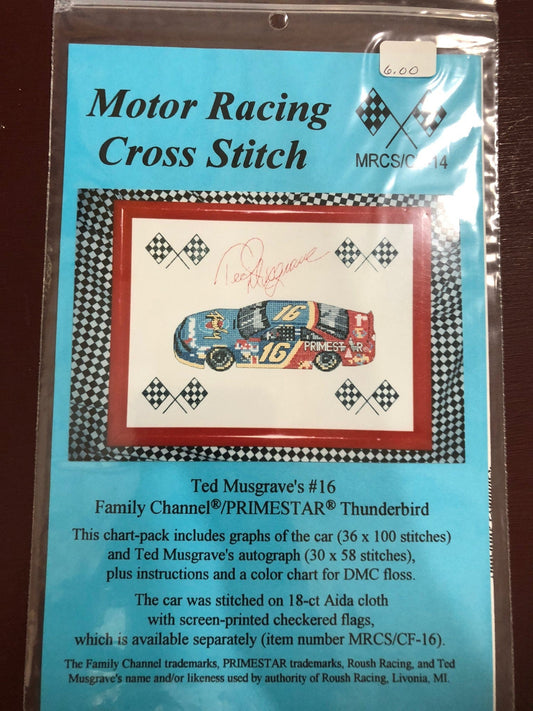 6.00
Motor Racing
Cross Stitch
MRCS/CF-14
Ted Musgrave
16
16
PRIMESTAR
Ted Musgrave's #16
Family Channel®/PRIMESTAR® Thunderbird
This chart-pack includes graphs of the car (36 x 100 stitches)
and Ted Musgrave's autograph (30 x 58 stitches),
plus instructions and a color chart for DMC floss.
The car was stitched on 18-ct Aida cloth
with screen-printed checkered flags,
which is available separately (item number MRCS/CF-16).
The Family Channel trademarks, PRIMESTAR trademarks, Roush Racing, and Ted
Musgrave's name and/or likeness used by authority of Roush Racing, Livonia, MI.